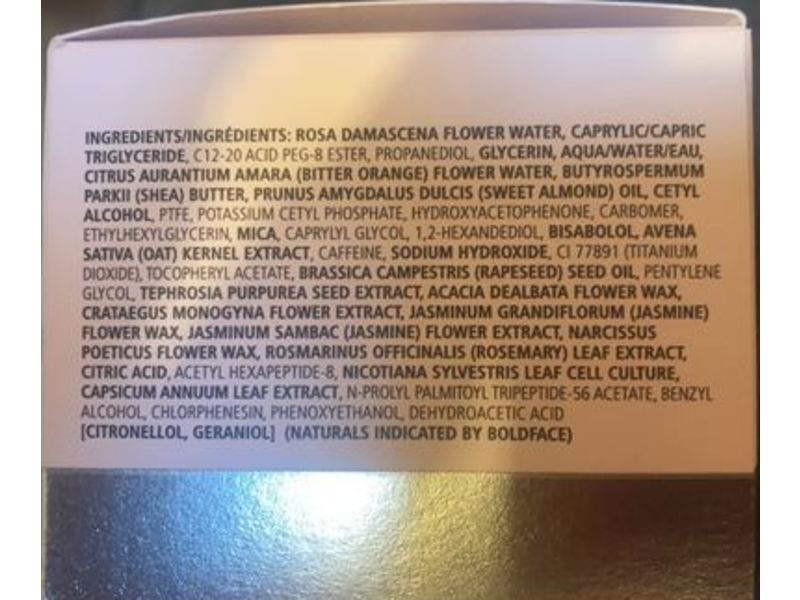 INGREDIENTS/INGRÉDIENTS: ROSA DAMASCENA FLOWER WATER, CAPRYLIC/CAPRIC
TRIGLYCERIDE, C12-20 ACID PEG-8 ESTER, PROPANEDIOL, GLYCERIN, AQUA/WATER/EAU,
CITRUS AURANTIUM AMARA (BITTER ORANGE) FLOWER WATER, BUTYROSPERMUM
PARKII (SHEA) BUTTER, PRUNUS AMYGDALUS DULCIS (SWEET ALMOND) OIL, CETYL
ALCOHOL, PTFE, POTASSIUM CETYL PHOSPHATE, HYDROXYACETOPHENONE, CARBOMER,
ETHYLHEXYLGLYCERIN, MICA, CAPRYLYL GLYCOL, 1,2-HEXANDEDIOL, BISABOLOL, AVENA
SATIVA (OAT) KERNEL EXTRACT, CAFFEINE, SODIUM HYDROXIDE, CI 77891 (TITANIUM
DIOXIDE), TOCOPHERYL ACETATE, BRASSICA CAMPESTRIS (RAPESEED) SEED OIL, PENTYLENE
GLYCOL, TEPHROSIA PURPUREA SEED EXTRACT, ACACIA DEALBATA FLOWER WAX,
CRATAEGUS MONOGYNA FLOWER EXTRACT, JASMINUM GRANDIFLORUM (JASMINE)
FLOWER WAX, JASMINUM SAMBAC (JASMINE) FLOWER EXTRACT, NARCISSUS
POETICUS FLOWER WAX, ROSMARINUS OFFICINALIS (ROSEMARY) LEAF EXTRACT,
CITRIC ACID, ACETYL HEXAPEPTIDE-8, NICOTIANA SYLVESTRIS LEAF CELL CULTURE,
CAPSICUM ANNUUM LEAF EXTRACT, N-PROLYL PALMITOYL TRIPEPTIDE-56 ACETATE, BENZYL
ALCOHOL, CHLORPHENESIN, PHENOXYETHANOL, DEHYDROACETIC ACID
[CITRONELLOL, GERANIOL] (NATURALS INDICATED BY BOLDFACE)